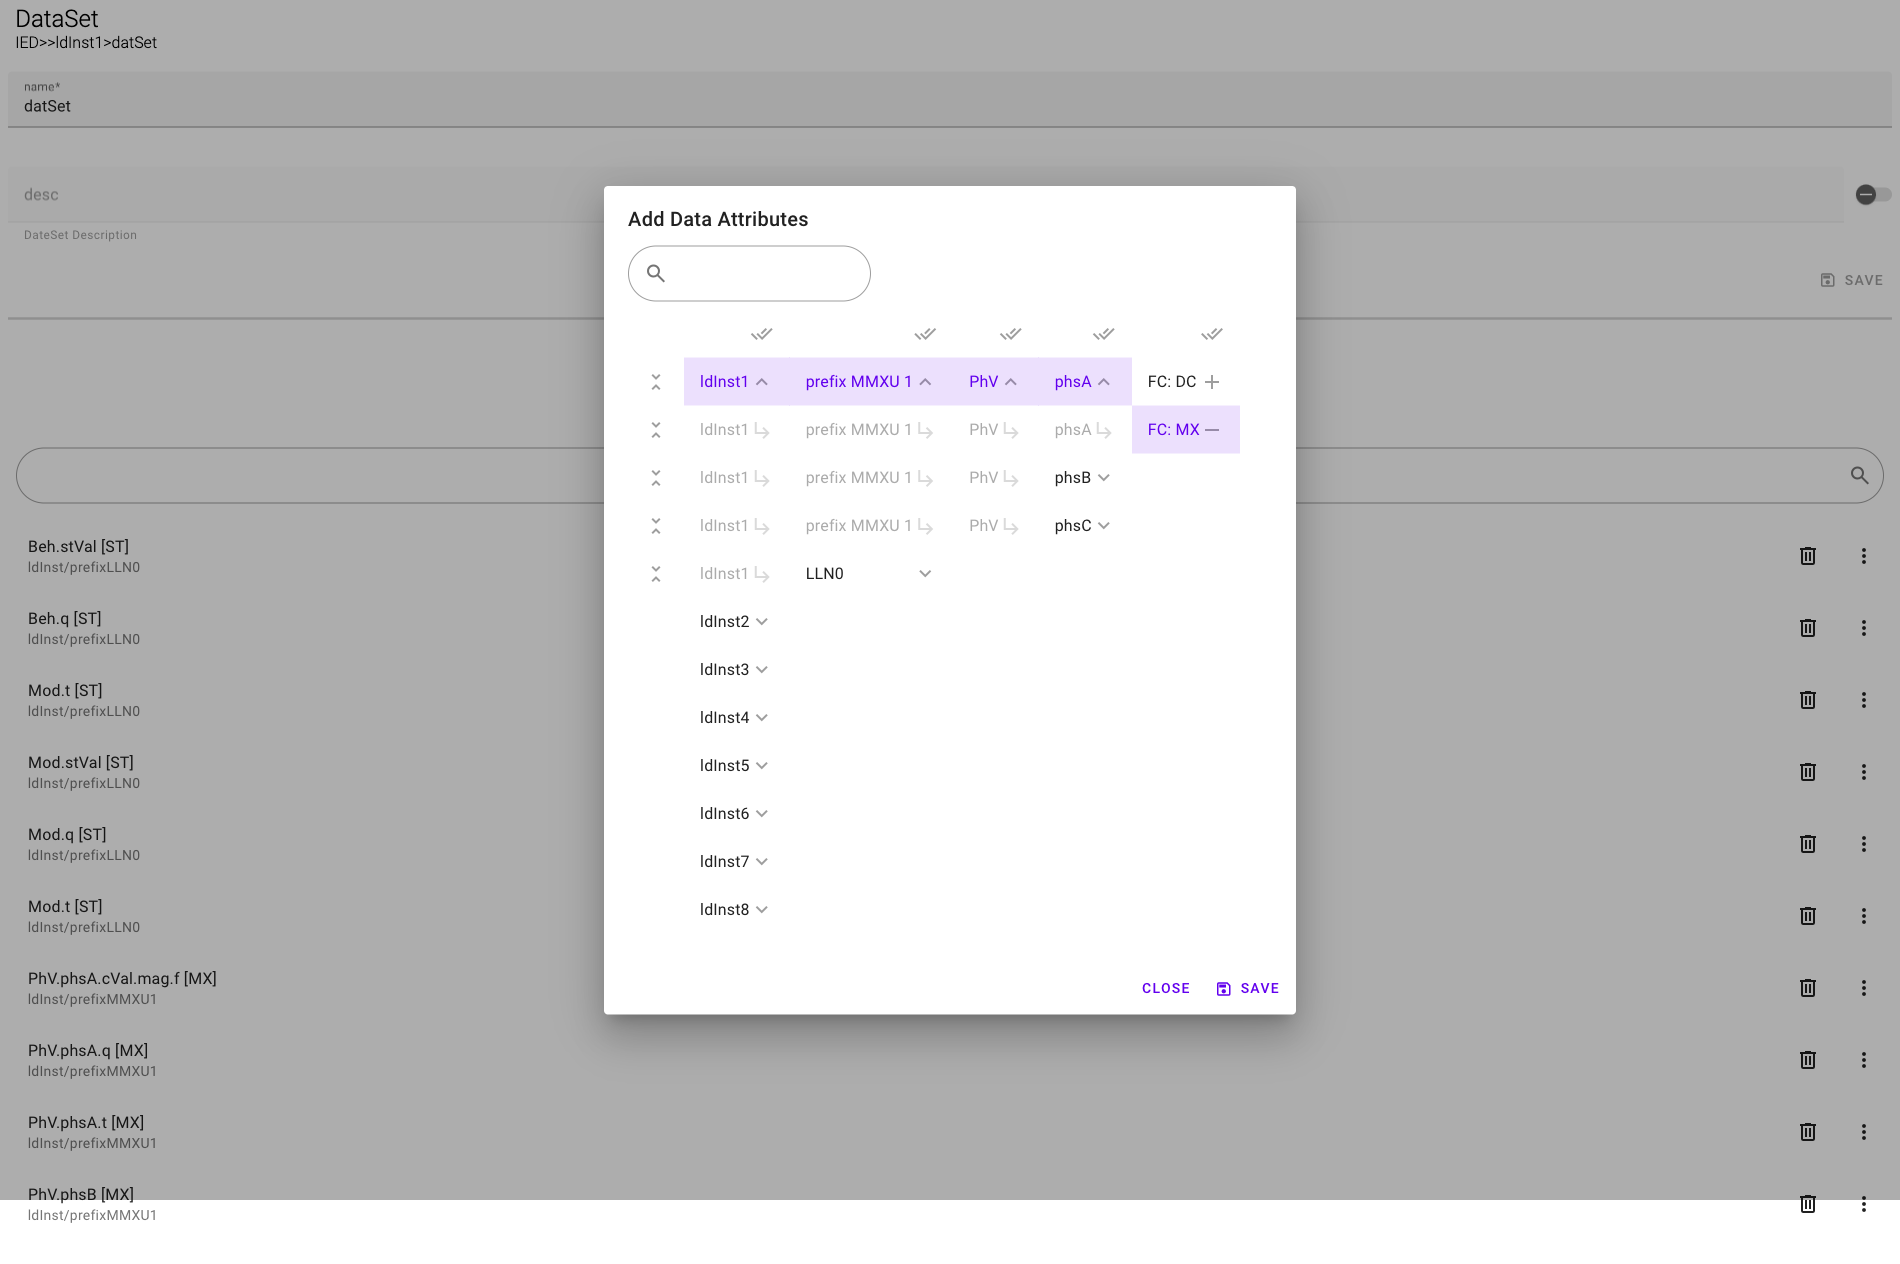 DataSet
IED>>ldInst1>datSet
name*
datSet
desc
DateSet Description
SAVE
Add Data Attributes
ldInst1 prefix MMXU 1 PhV phsA FC: DC
ldInst1 prefix MMXU 1 PhV phsA FC: MX
ldInst1 prefix MMXU 1 PhV phsB
ldInst1 prefix MMXU 1 PhV phsC
ldInst1 LLN0
ldInst2
ldInst3
ldInst4
ldInst5
ldInst6
ldInst7
ldInst8
CLOSE SAVE
Beh.stVal [ST]
ldInst/prefixLLN0
Beh.q [ST]
ldInst/prefixLLN0
Mod.t [ST]
ldInst/prefixLLN0
Mod.stVal [ST]
ldInst/prefixLLN0
Mod.q [ST]
ldInst/prefixLLN0
Mod.t [ST]
ldInst/prefixLLN0
PhV.phsA.cVal.mag.f [MX]
ldInst/prefixMMXU1
PhV.phsA.q [MX]
ldInst/prefixMMXU1
PhV.phsA.t [MX]
ldInst/prefixMMXU1
PhV.phsB [MX]
ldInst/prefixMMXU1